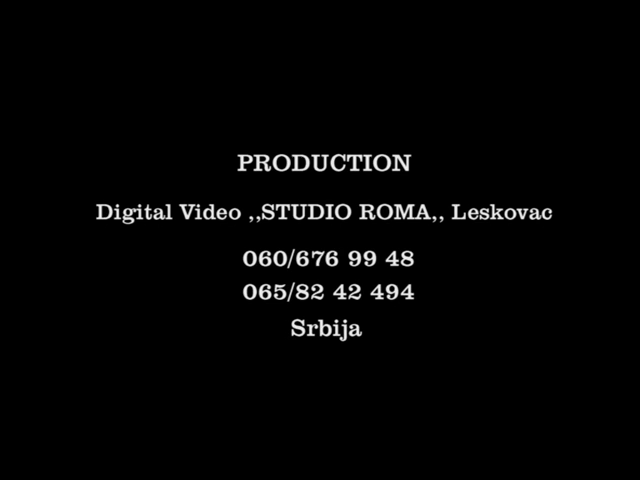 PRODUCTION
Digital Video ,,STUDIO ROMA,, Leskovac
060/676 99 48
065/82 42 494
Srbija